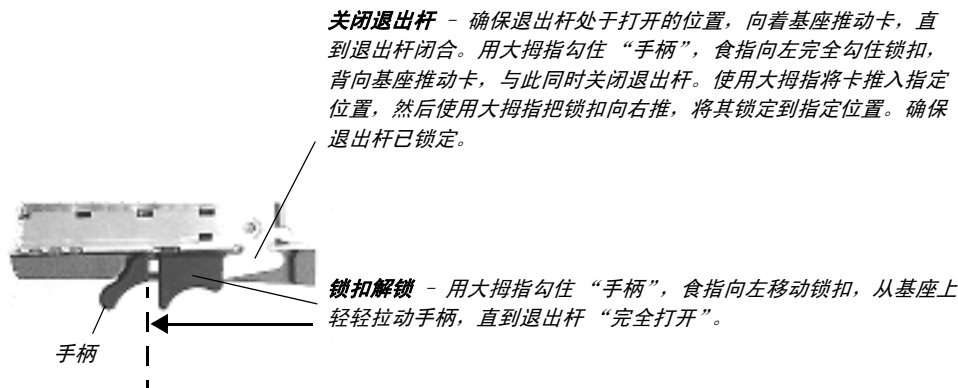 关闭退出杆 - 确保退出杆处于打开的位置，向着基座推动卡，直
到退出杆闭合。用大拇指勾住 “手柄”，食指向左完全勾住锁扣，
背向基座推动卡，与此同时关闭退出杆。使用大拇指将卡推入指定
位置，然后使用大拇指把锁扣向右推，将其锁定到指定位置。确保
退出杆已锁定。
锁扣解锁 - 用大拇指勾住 “手柄”，食指向左移动锁扣，从基座上
轻轻拉动手柄，直到退出杆 “完全打开”。
手柄